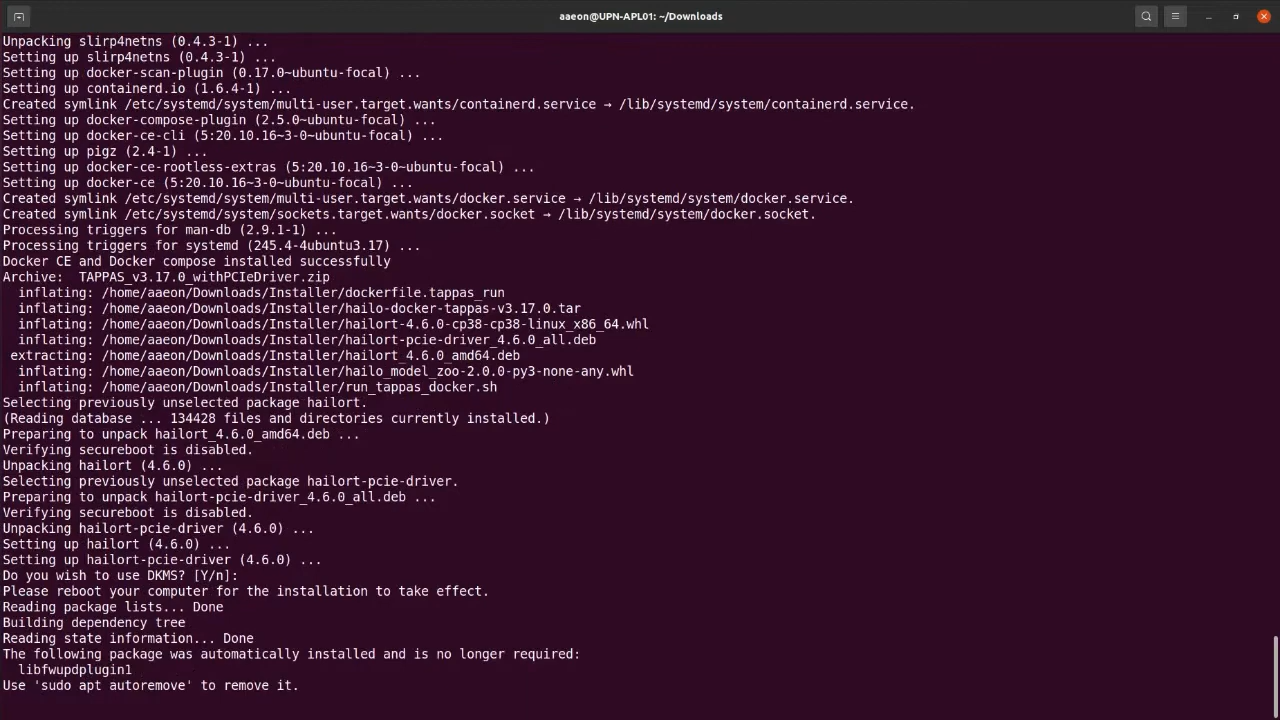 aaeon@UPN-APL01: ~/Downloads
Unpacking slirp4netns (0.4.3-1) ...
Setting up slirp4netns (0.4.3-1) ...
Setting up docker-scan-plugin (0.17.0~ubuntu-focal) ...
Setting up containerd.io (1.6.4-1) ...
Created symlink /etc/systemd/system/multi-user.target.wants/containerd.service → /lib/systemd/system/containerd.service.
Setting up docker-compose-plugin (2.5.0~ubuntu-focal) ...
Setting up docker-ce-cli (5:20.10.16~3-0~ubuntu-focal) ...
Setting up pigz (2.4-1) ...
Setting up docker-ce-rootless-extras (5:20.10.16~3-0~ubuntu-focal) ...
Setting up docker-ce (5:20.10.16~3-0~ubuntu-focal) ...
Created symlink /etc/systemd/system/multi-user.target.wants/docker.service → /lib/systemd/system/docker.service.
Created symlink /etc/systemd/system/sockets.target.wants/docker.socket → /lib/systemd/system/docker.socket.
Processing triggers for man-db (2.9.1-1) ...
Processing triggers for systemd (245.4-4ubuntu3.17) ...
Docker CE and Docker compose installed successfully
Archive:  TAPPAS_v3.17.0_withPCIeDriver.zip
  inflating: /home/aaeon/Downloads/Installer/dockerfile.tappas_run
  inflating: /home/aaeon/Downloads/Installer/hailo-docker-tappas-v3.17.0.tar
  inflating: /home/aaeon/Downloads/Installer/hailort-4.6.0-cp38-cp38-linux_x86_64.whl
  inflating: /home/aaeon/Downloads/Installer/hailort-pcie-driver_4.6.0_all.deb
 extracting: /home/aaeon/Downloads/Installer/hailort_4.6.0_amd64.deb
  inflating: /home/aaeon/Downloads/Installer/hailo_model_zoo-2.0.0-py3-none-any.whl
  inflating: /home/aaeon/Downloads/Installer/run_tappas_docker.sh
Selecting previously unselected package hailort.
(Reading database ... 134428 files and directories currently installed.)
Preparing to unpack hailort_4.6.0_amd64.deb ...
Verifying secureboot is disabled.
Unpacking hailort (4.6.0) ...
Selecting previously unselected package hailort-pcie-driver.
Preparing to unpack hailort-pcie-driver_4.6.0_all.deb ...
Verifying secureboot is disabled.
Unpacking hailort-pcie-driver (4.6.0) ...
Setting up hailort (4.6.0) ...
Setting up hailort-pcie-driver (4.6.0) ...
Do you wish to use DKMS? [Y/n]:
Please reboot your computer for the installation to take effect.
Reading package lists... Done
Building dependency tree
Reading state information... Done
The following package was automatically installed and is no longer required:
  libfwupdplugin1
Use 'sudo apt autoremove' to remove it.